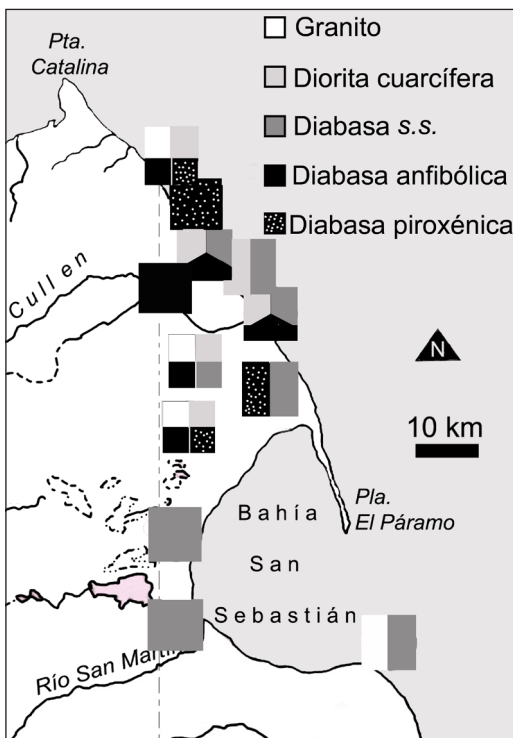 Pta.
Catalina
Granito
Diorita cuarcífera
Diabasa s.s.
Diabasa anfibólica
Diabasa piroxénica
Cullen
N
10 km
Pla.
El Páramo
Bahía
San
Sebastián
Río San Martín